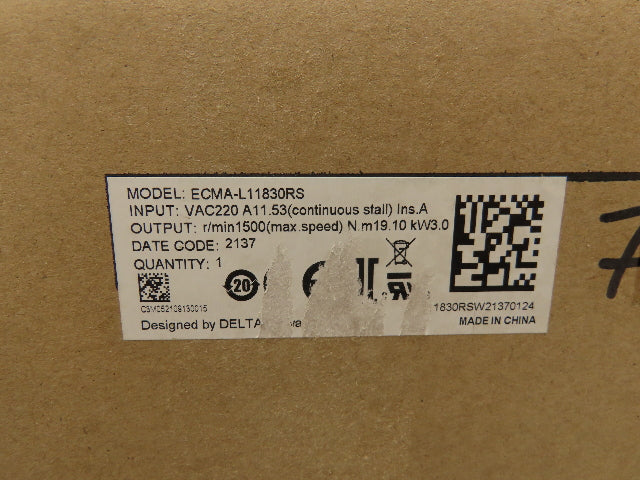 MODEL: ECMA-L11830RS
INPUT: VAC220 A11.53(continuous stall) Ins.A
OUTPUT: r/min1500(max.speed) N.m19.10 kW3.0
DATE CODE: 2137
QUANTITY: 1
20
C3M052109130015
1830RSW21370124
Designed by DELTA
MADE IN CHINA